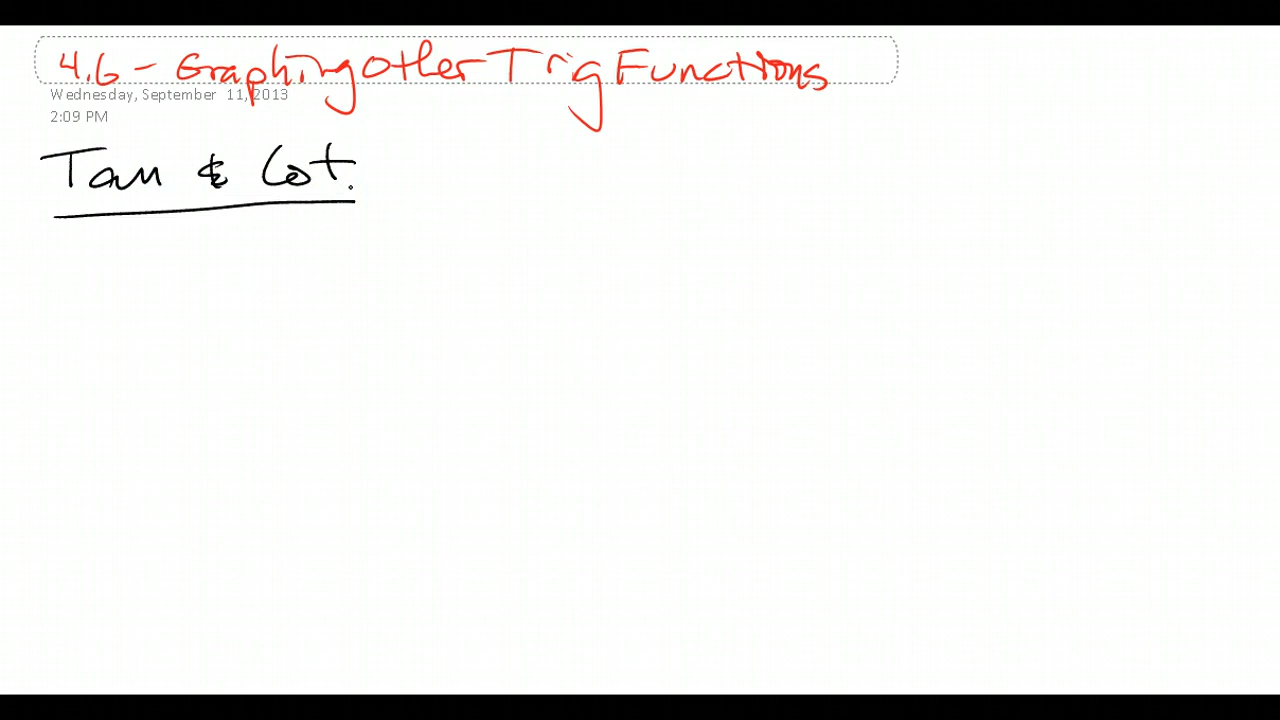 4.6 - Graphing Other Trig Functions
Wednesday, September 11, 2013
2:09 PM
Tan & Cot.